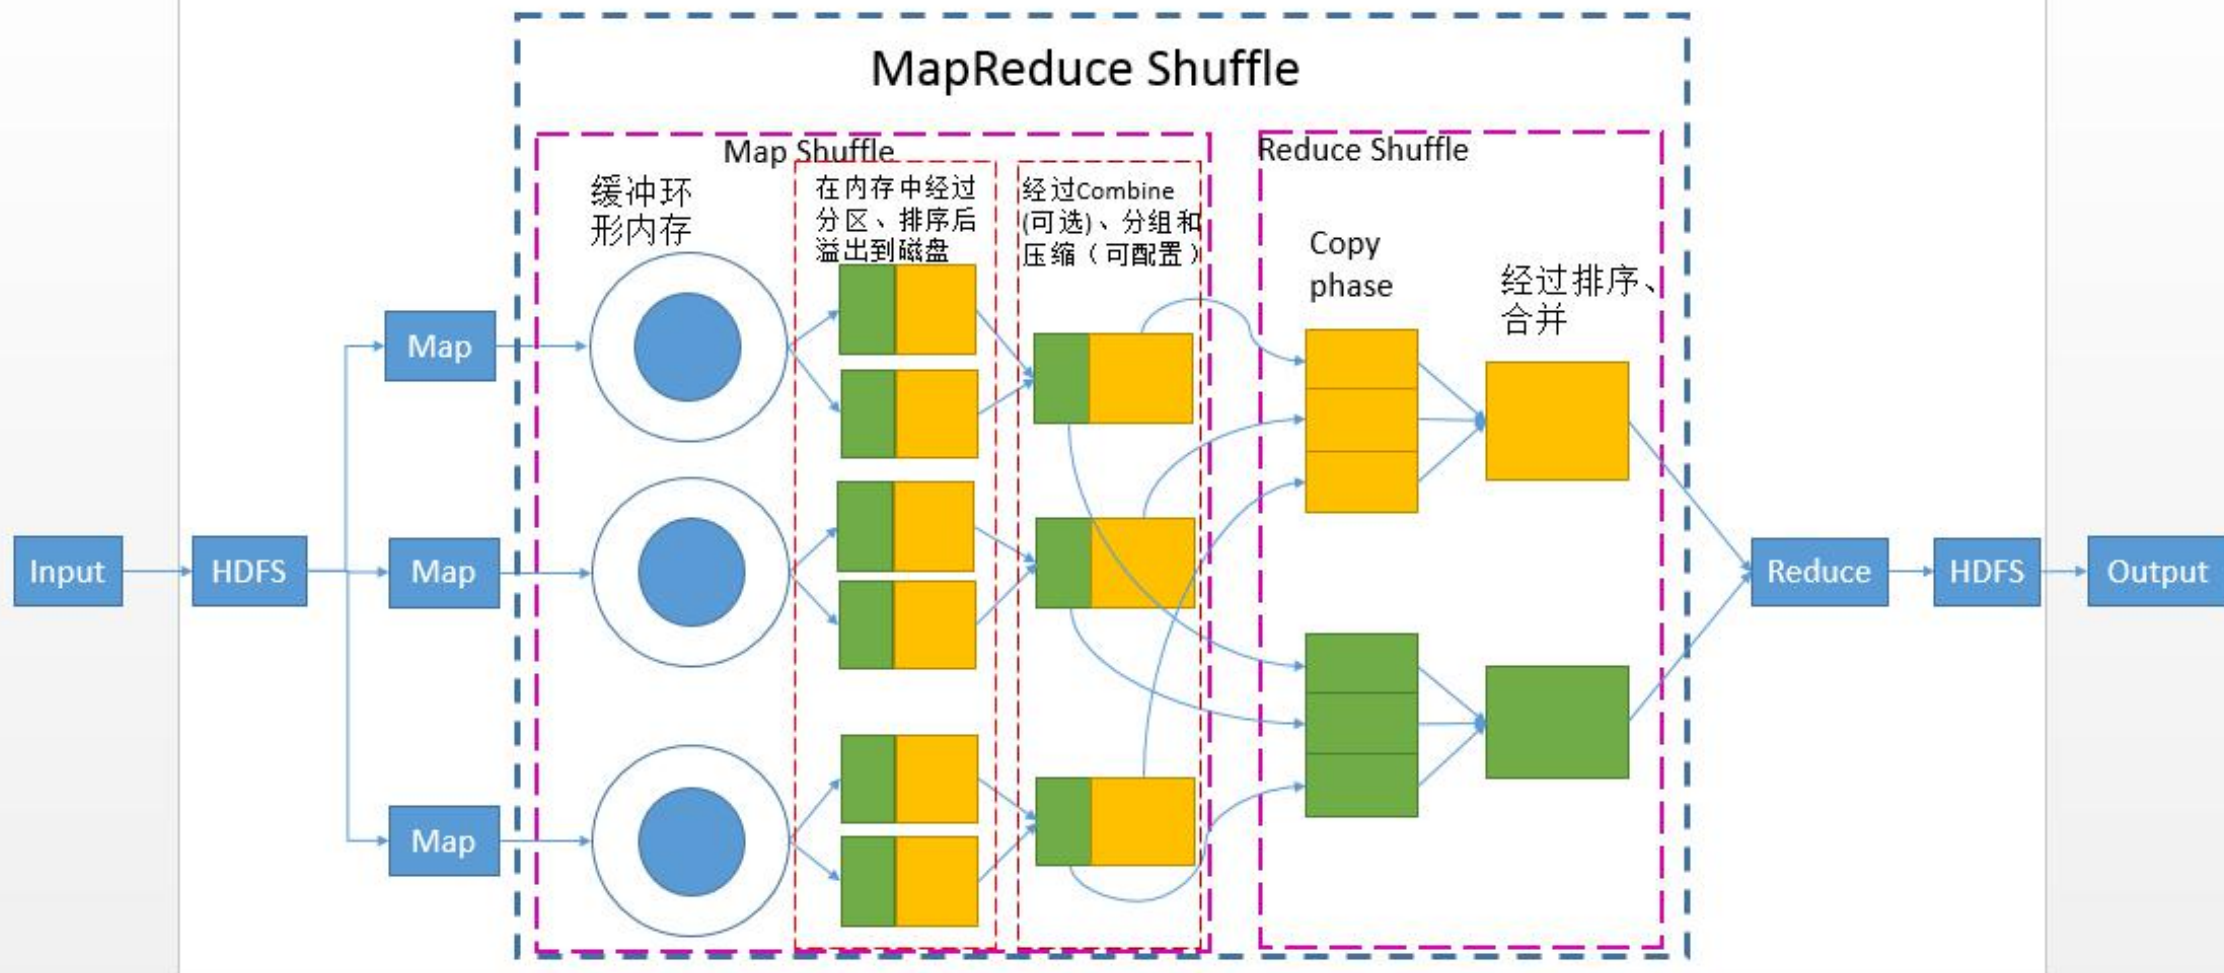 MapReduce Shuffle
Map Shuffle
Reduce Shuffle
缓冲环
形内存
在内存中经过
分区、排序后
溢出到磁盘
经过Combine
(可选)、分组和
压缩（可配置）
Copy
phase
经过排序、
合并
Map
Input
HDFS
Map
Reduce
HDFS
Output
Map